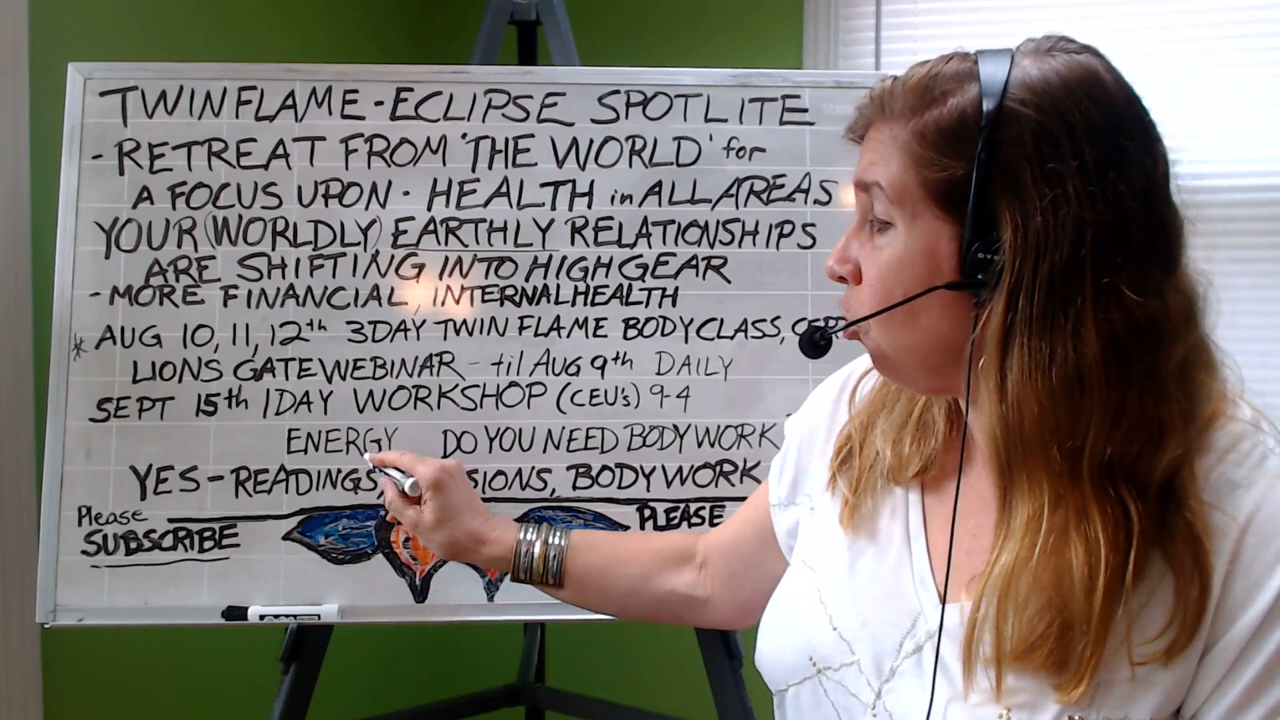 TWINFLAME - ECLIPSE SPOTLITE
- RETREAT FROM 'THE WORLD' for
A FOCUS UPON - HEALTH in ALL AREAS
YOUR (WORLDLY) EARTHLY RELATIONSHIPS
ARE SHIFTING INTO HIGH GEAR
- MORE FINANCIAL, INTERNAL HEALTH
* AUG 10, 11, 12th 3DAY TWIN FLAME BODY CLASS,
LIONS GATE WEBINAR - til AUG 9th DAILY
SEPT 15th 1DAY WORKSHOP (CEU's) 9-4
ENERGY DO YOU NEED BODYWORK
YES - READINGS, BODYWORK
Please PLEASE
SUBSCRIBE